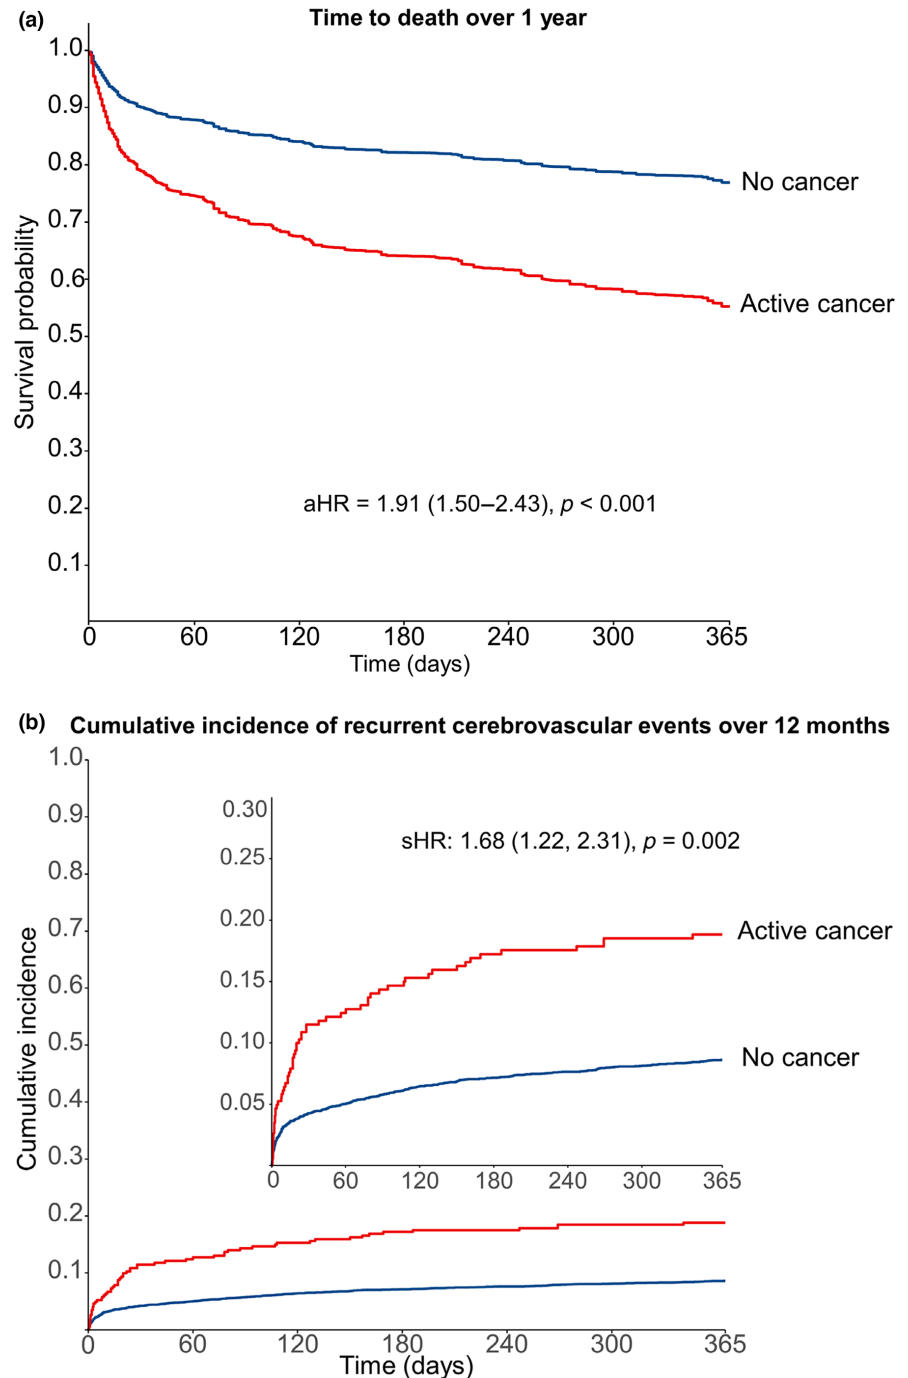 (a)
Time to death over 1 year
1.0
0.9
0.8
0.7
0.6
0.5
0.4
0.3
0.2
0.1
Survival probability
No cancer
Active cancer
aHR = 1.91 (1.50–2.43), p < 0.001
0 60 120 180 240 300 365
Time (days)
(b)
Cumulative incidence of recurrent cerebrovascular events over 12 months
1.0
0.9
0.8
0.7
0.6
0.5
0.4
0.3
0.2
0.1
Cumulative incidence
0.30
0.25
0.20
0.15
0.10
0.05
sHR: 1.68 (1.22, 2.31), p = 0.002
Active cancer
No cancer
0 60 120 180 240 300 365
0 60 120 180 240 300 365
Time (days)